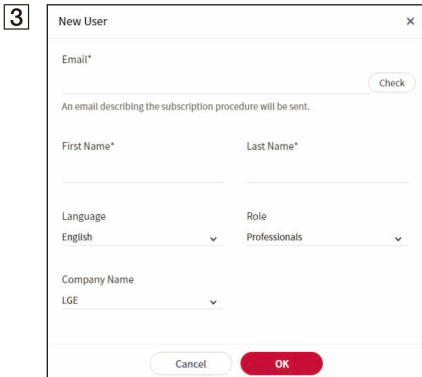 3
New User ×
Email*
Check
An email describing the subscription procedure will be sent.
First Name* Last Name*
Language Role
English Professionals
Company Name
LGE
Cancel OK